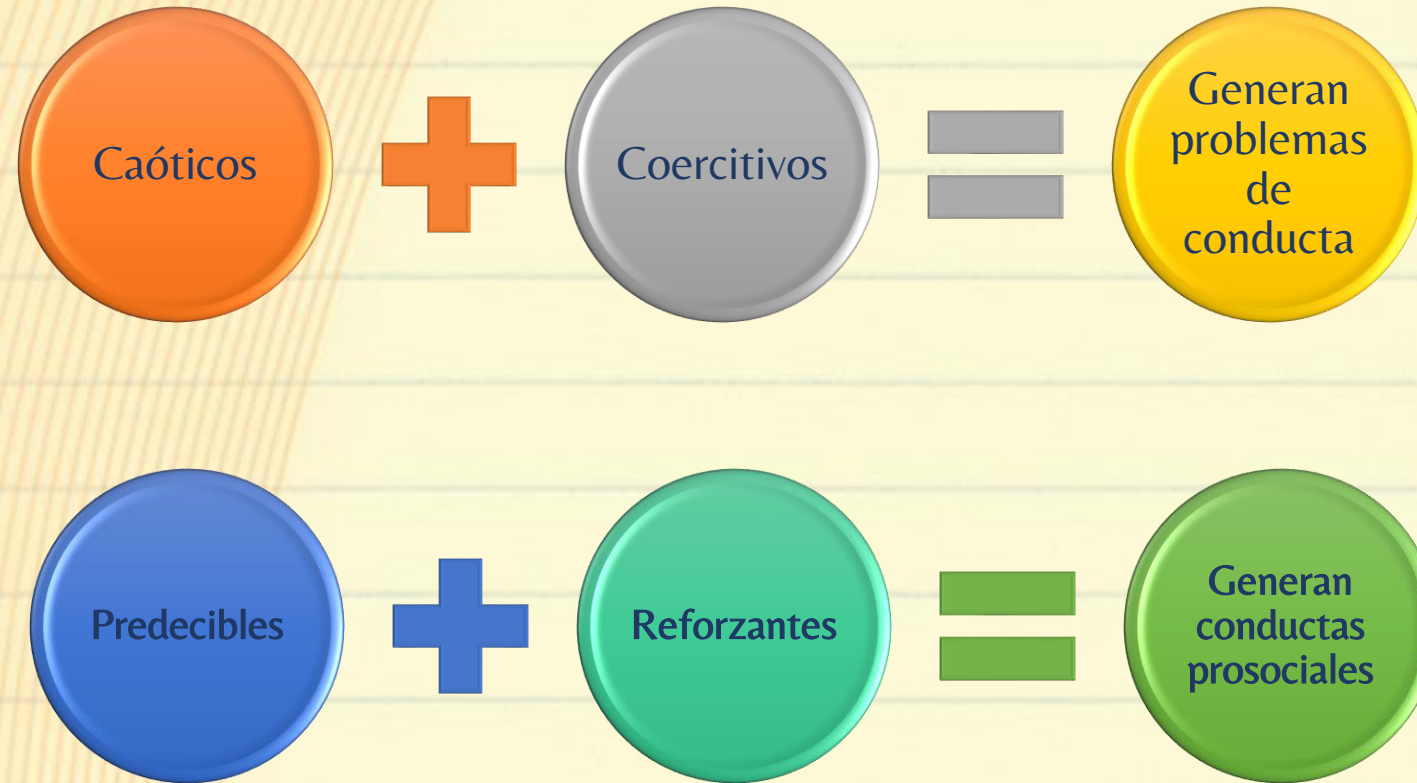 Caóticos
Coercitivos
Generan
problemas
de
conducta
Predecibles
Reforzantes
Generan
conductas
prosociales